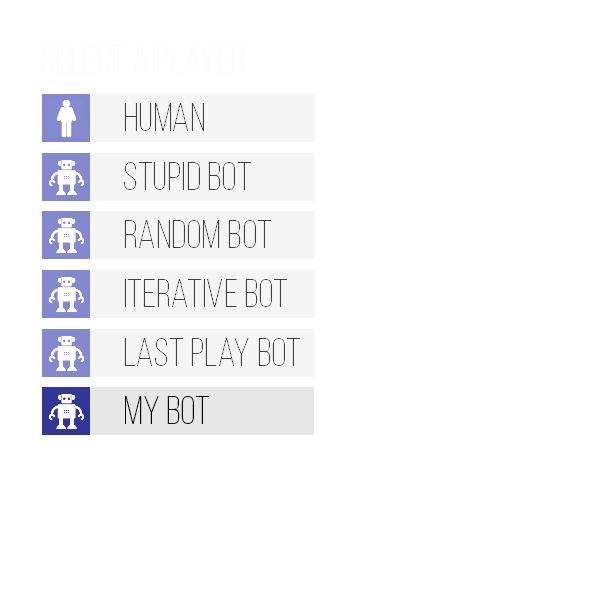 SELECT A PLAYER
HUMAN
STUPID BOT
RANDOM BOT
ITERATIVE BOT
LAST PLAY BOT
MY BOT